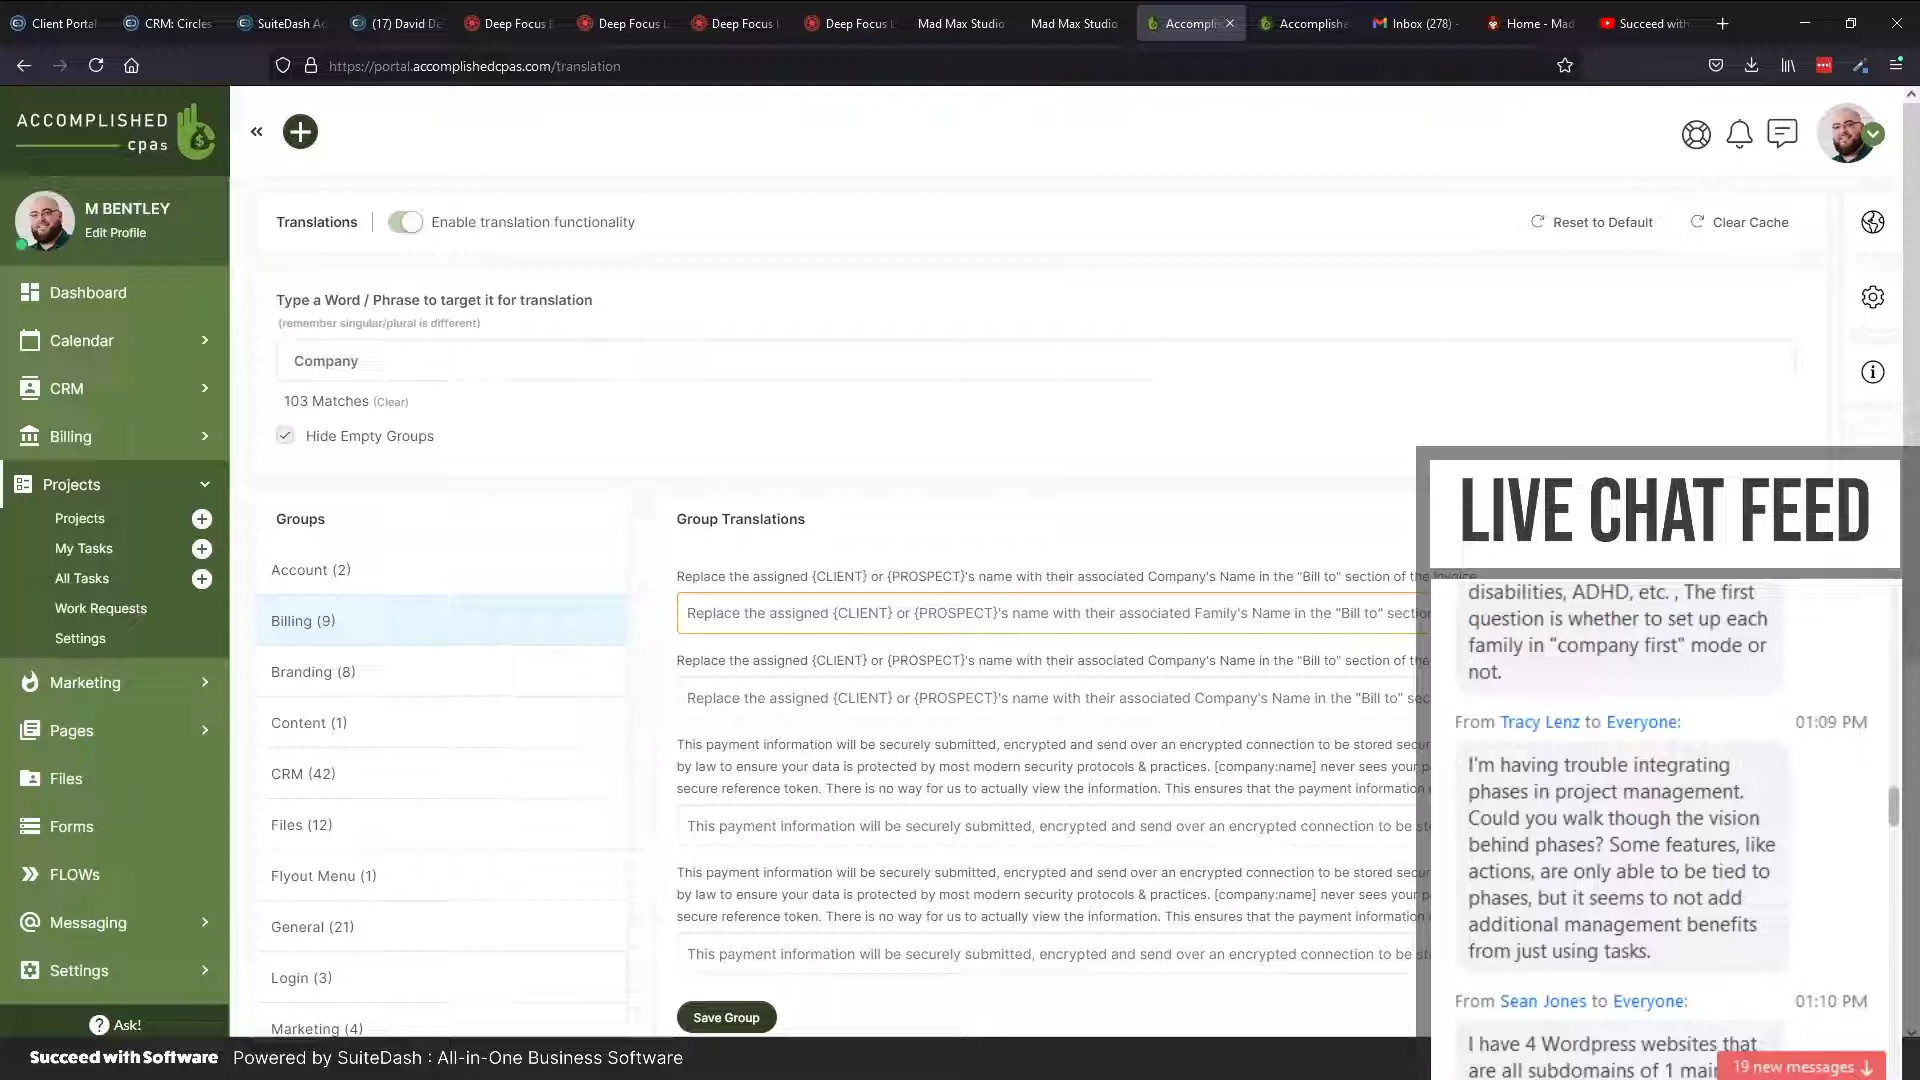 Client Portal
CRM: Circles
SuiteDash Ac
(17) David De
Deep Focus
Deep Focus
Deep Focus
Deep Focus
Mad Max Studio
Mad Max Studio
Accomplis
Accomplishe
Inbox (278) -
Home - Mad
Succeed with
https://portal.accomplishedcpas.com/translation
ACCOMPLISHED
cpas
M BENTLEY
Edit Profile
Dashboard
Calendar
CRM
Billing
Projects
Projects
My Tasks
All Tasks
Work Requests
Settings
Marketing
Pages
Files
Forms
FLOWs
Messaging
Settings
? Ask!
Translations
Enable translation functionality
Reset to Default
Clear Cache
Type a Word / Phrase to target it for translation
(remember singular/plural is different)
Company
103 Matches (Clear)
Hide Empty Groups
Groups
Account (2)
Billing (9)
Branding (8)
Content (1)
CRM (42)
Files (12)
Flyout Menu (1)
General (21)
Login (3)
Marketing (4)
Group Translations
Replace the assigned {CLIENT} or {PROSPECT}'s name with their associated Company's Name in the "Bill to" section of the Invoice
Replace the assigned {CLIENT} or {PROSPECT}'s name with their associated Family's Name in the "Bill to" sectio
Replace the assigned {CLIENT} or {PROSPECT}'s name with their associated Company's Name in the "Bill to" section of the
Replace the assigned {CLIENT} or {PROSPECT}'s name with their associated Company's Name in the "Bill to" sec
This payment information will be securely submitted, encrypted and send over an encrypted connection to be stored secur
by law to ensure your data is protected by most modern security protocols & practices. [company:name] never sees your p
secure reference token. There is no way for us to actually view the information. This ensures that the payment information
This payment information will be securely submitted, encrypted and send over an encrypted connection to be st
This payment information will be securely submitted, encrypted and send over an encrypted connection to be stored secur
by law to ensure your data is protected by most modern security protocols & practices. [company:name] never sees your p
secure reference token. There is no way for us to actually view the information. This ensures that the payment information
This payment information will be securely submitted, encrypted and send over an encrypted connection to be st
Save Group
LIVE CHAT FEED
disabilities, ADHD, etc. , The first
question is whether to set up each
family in "company first" mode or
not.
From Tracy Lenz to Everyone: 01:09 PM
I'm having trouble integrating
phases in project management.
Could you walk though the vision
behind phases? Some features, like
actions, are only able to be tied to
phases, but it seems to not add
additional management benefits
from just using tasks.
From Sean Jones to Everyone: 01:10 PM
I have 4 Wordpress websites that
are all subdomains of 1 mai
19 new messages ↓
Succeed with Software
Powered by SuiteDash : All-in-One Business Software